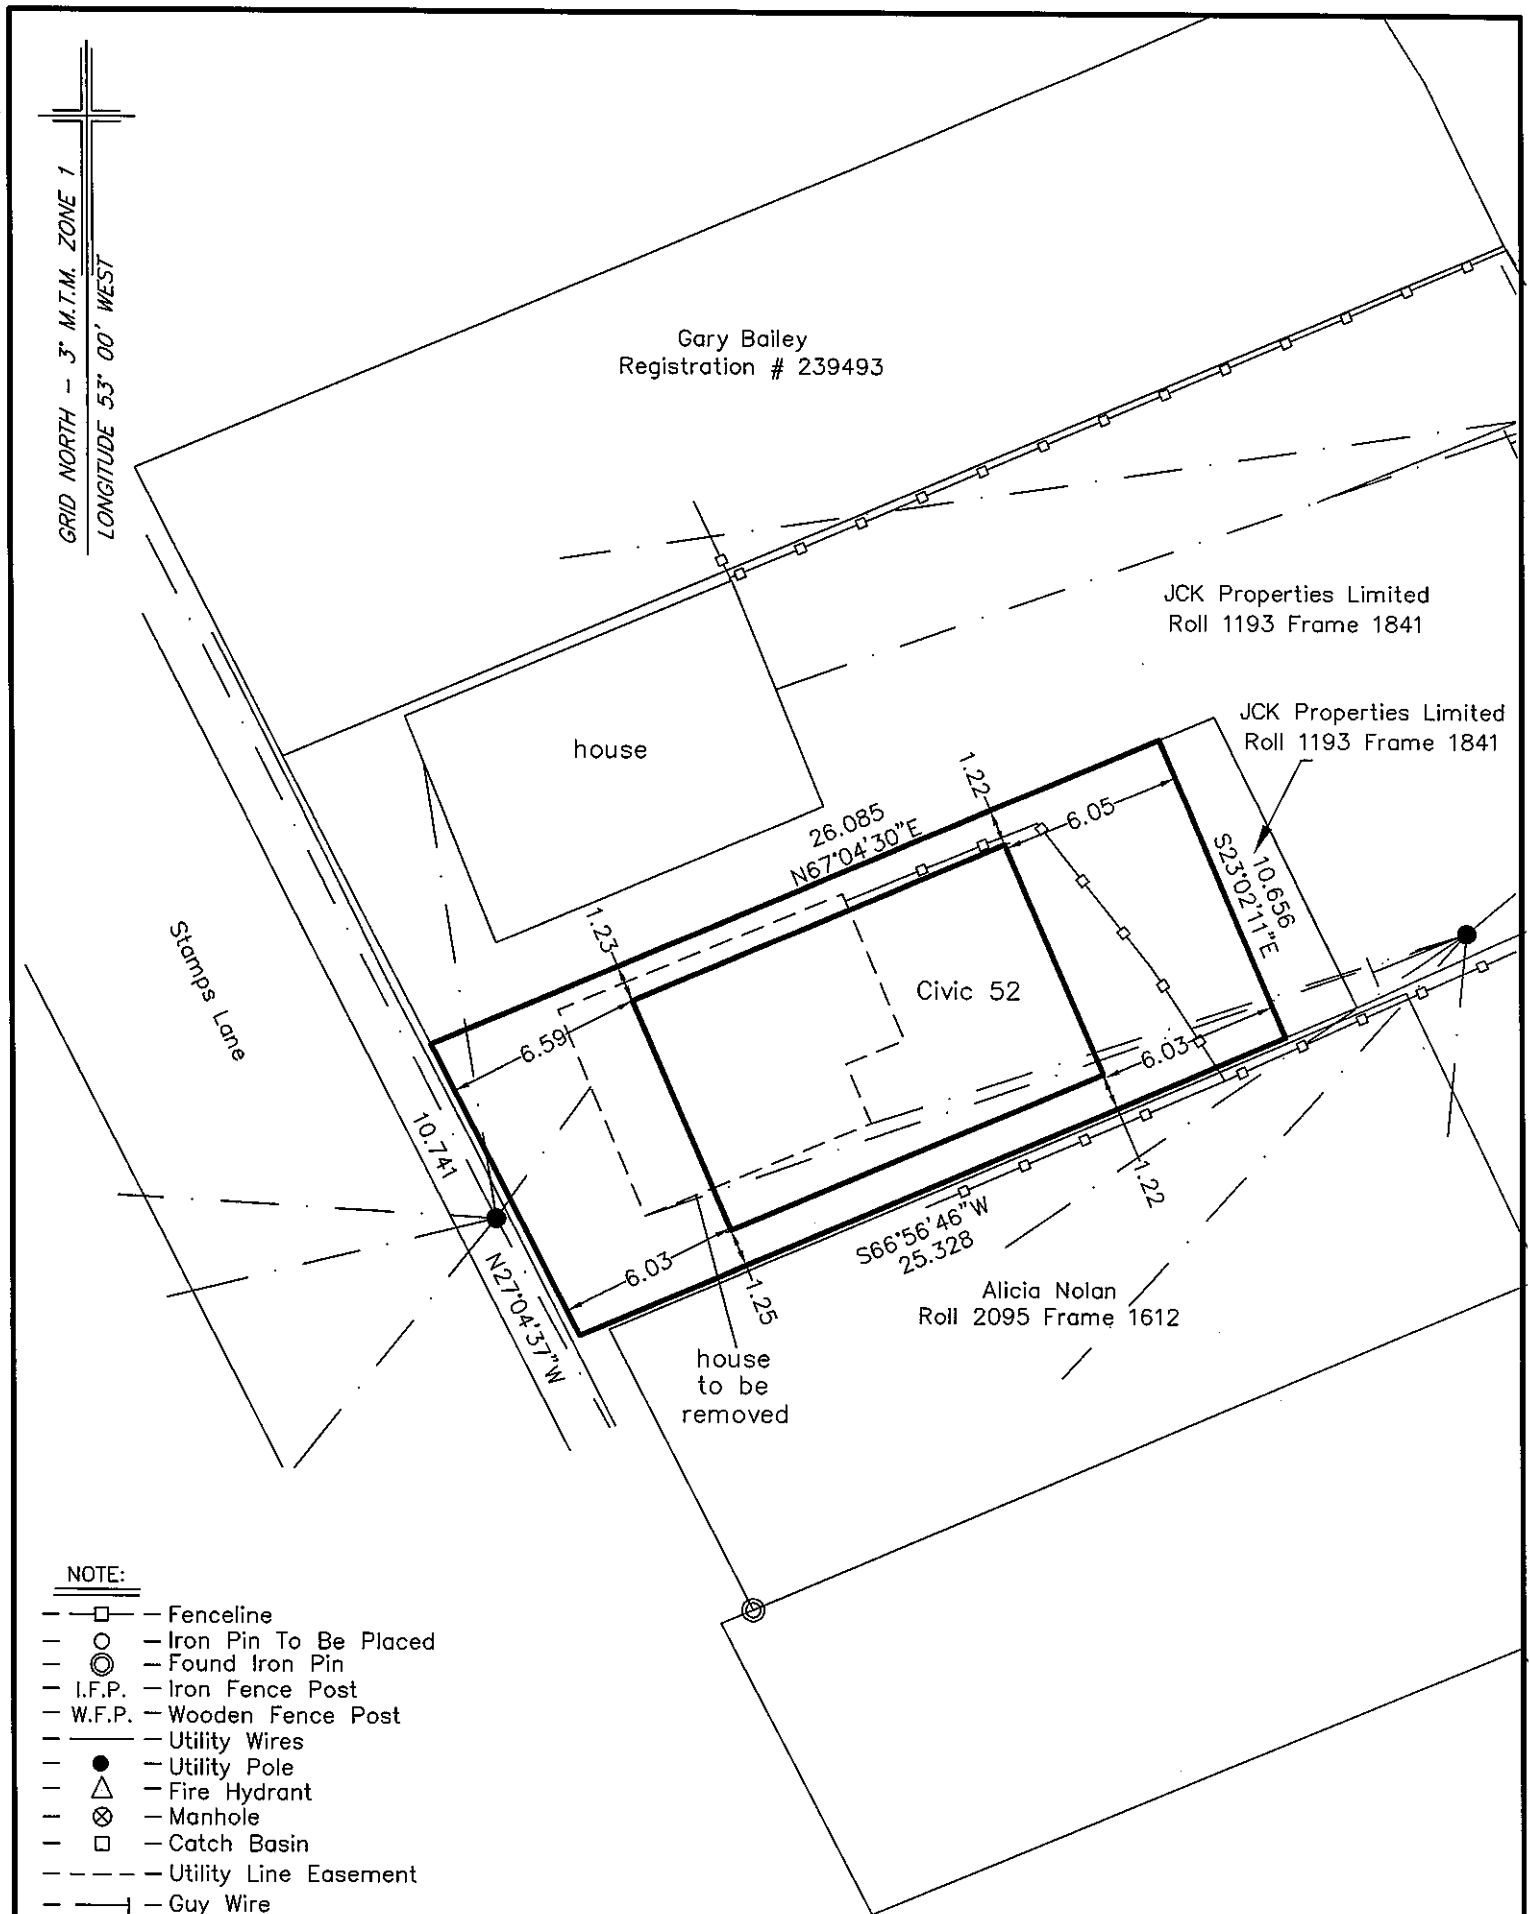 GRID NORTH - 3° M.T.M. ZONE 1
LONGITUDE 53° 00' WEST
Gary Bailey
Registration # 239493
JCK Properties Limited
Roll 1193 Frame 1841
JCK Properties Limited
Roll 1193 Frame 1841
house
1.22
6.05
26.085
N67°04'30"E
10.656
S23°02'11"E
1.23
Stamps Lane
Civic 52
6.59
6.03
10.741
1.22
S66°56'46"W
25.328
6.03
1.25
N27°04'37"W
Alicia Nolan
Roll 2095 Frame 1612
house
to be
removed
NOTE:
Fenceline
Iron Pin To Be Placed
Found Iron Pin
I.F.P. — Iron Fence Post
W.F.P. — Wooden Fence Post
Utility Wires
Utility Pole
Fire Hydrant
Manhole
Catch Basin
Utility Line Easement
Guy Wire